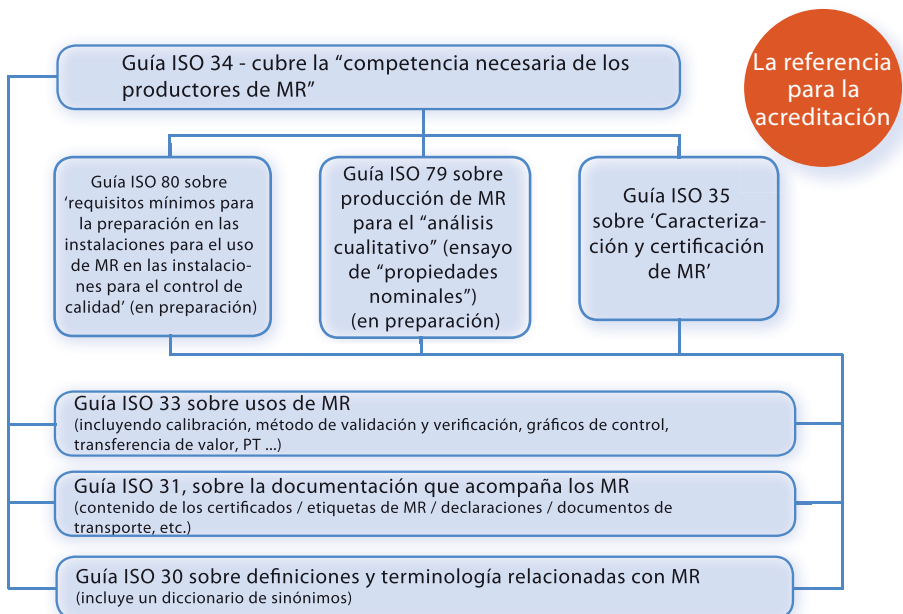 Guía ISO 34 - cubre la “competencia necesaria de los
productores de MR”
La referencia
para la
acreditación
Guía ISO 80 sobre
‘requisitos mínimos para
la preparación en las
instalaciones para el uso
de MR en las instalacio-
nes para el control de
calidad’ (en preparación)
Guía ISO 79 sobre
producción de MR
para el “análisis
cualitativo” (ensayo
de “propiedades
nominales”)
(en preparación)
Guía ISO 35
sobre ‘Caracteriza-
ción y certificación
de MR’
Guía ISO 33 sobre usos de MR
(incluyendo calibración, método de validación y verificación, gráficos de control,
transferencia de valor, PT ...)
Guía ISO 31, sobre la documentación que acompaña los MR
(contenido de los certificados / etiquetas de MR / declaraciones / documentos de
transporte, etc.)
Guía ISO 30 sobre definiciones y terminología relacionadas con MR
(incluye un diccionario de sinónimos)